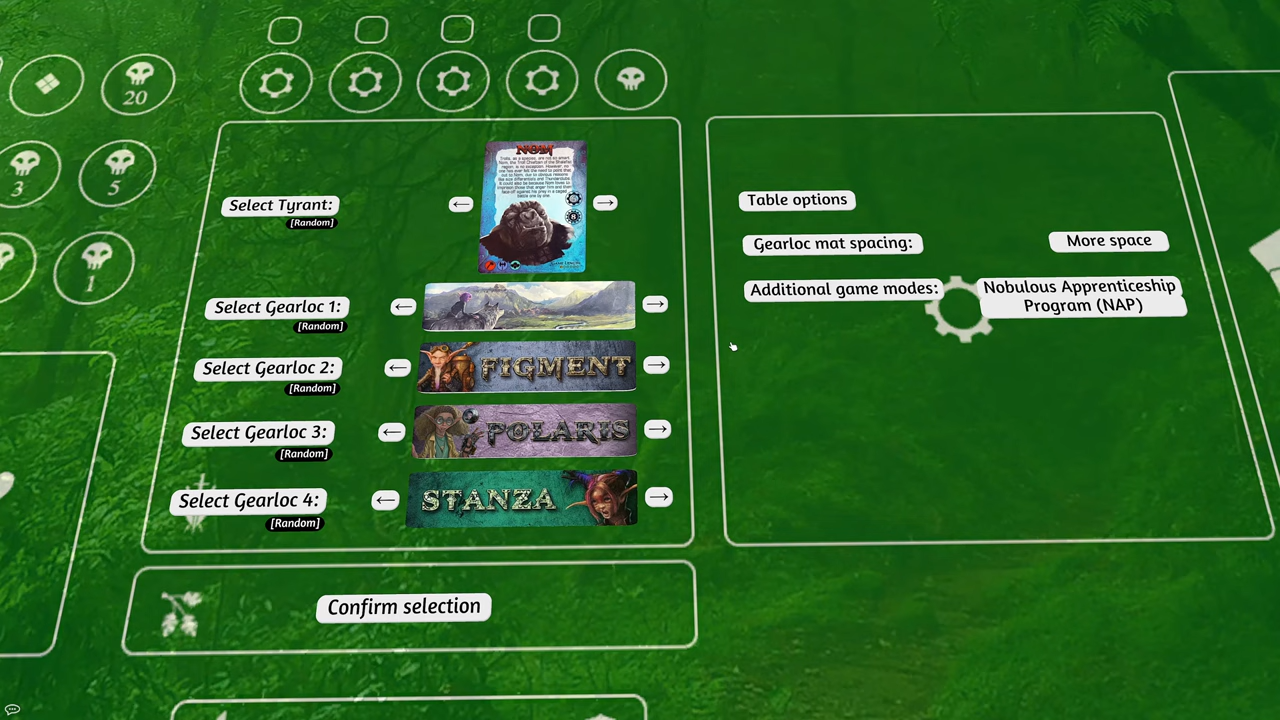 20
3
5
1
NOM
Select Tyrant:
←
→
[Random]
Select Gearloc 1:
←
→
[Random]
Select Gearloc 2:
←
FIGMENT
→
[Random]
Select Gearloc 3:
←
POLARIS
→
[Random]
Select Gearloc 4:
←
STANZA
→
[Random]
Confirm selection
Table options
Gearloc mat spacing:
More space
Additional game modes:
Nobulous Apprenticeship
Program (NAP)